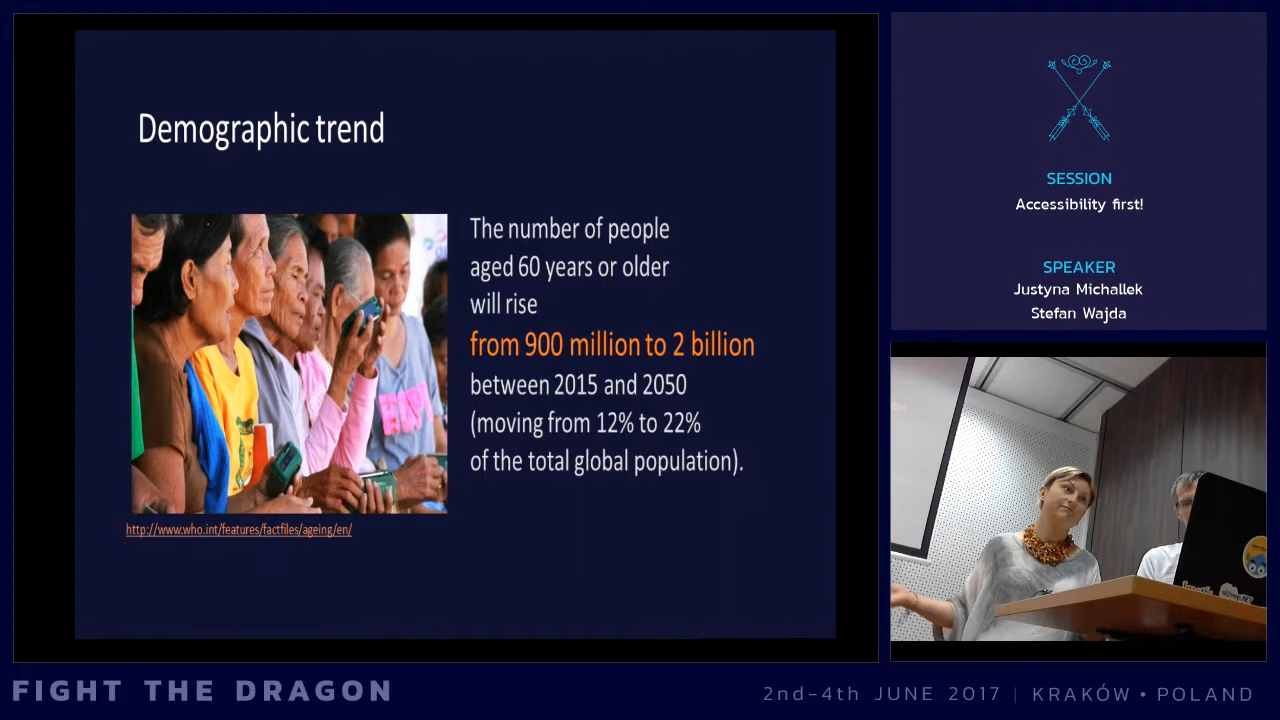 Demographic trend
The number of people
aged 60 years or older
will rise
from 900 million to 2 billion
between 2015 and 2050
(moving from 12% to 22%
of the total global population).
http://www.who.int/features/factfiles/ageing/en/
SESSION
Accessibility first!
SPEAKER
Justyna Michallek
Stefan Wajda
FIGHT THE DRAGON
2nd-4th JUNE 2017 | KRAKÓW • POLAND